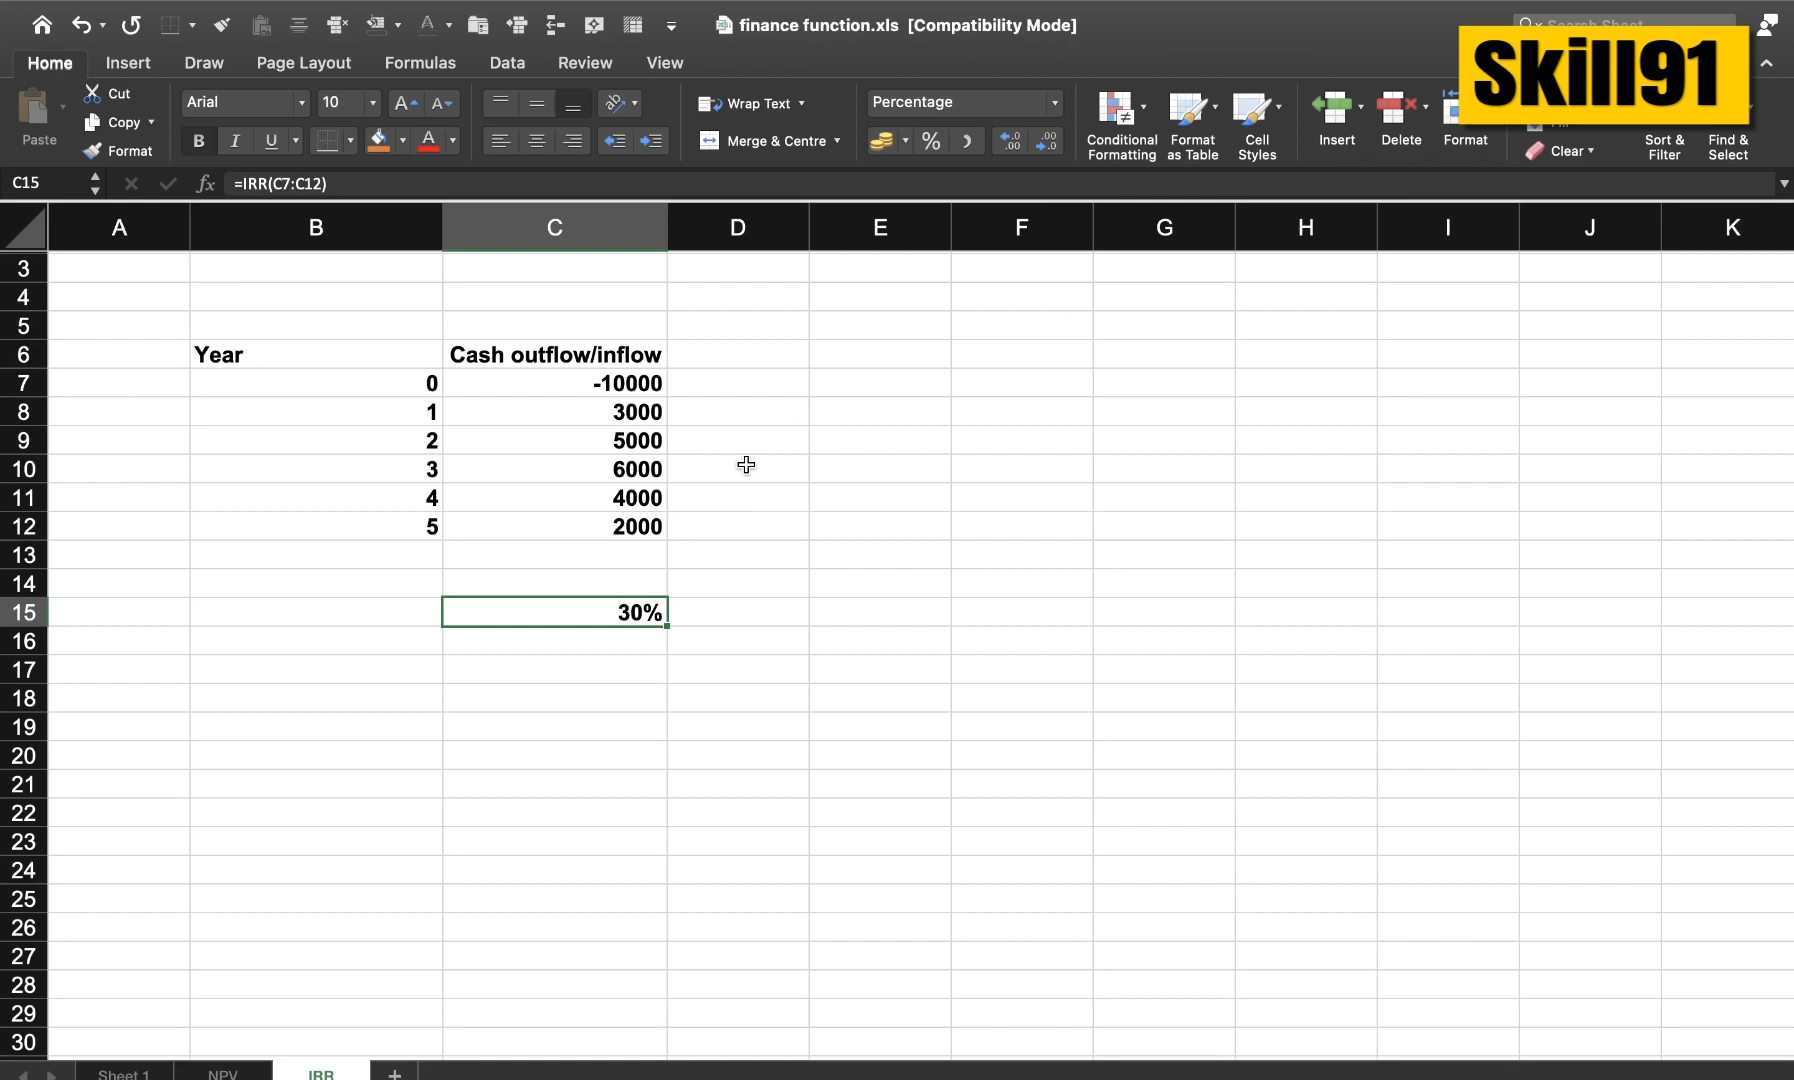 finance function.xls [Compatibility Mode]
Skill91
Home Insert Draw Page Layout Formulas Data Review View
Paste Cut Copy Format
Arial 10 A A
B I U A
Wrap Text
Merge & Centre
Percentage
%
Conditional Formatting
Format as Table
Cell Styles
Insert
Delete
Format
Clear
Sort & Filter
Find & Select
C15 fx =IRR(C7:C12)
A B C D E F G H I J K
3
4
5
6 Year Cash outflow/inflow
7 0 -10000
8 1 3000
9 2 5000
10 3 6000
11 4 4000
12 5 2000
13
14
15 30%
16
17
18
19
20
21
22
23
24
25
26
27
28
29
30
Sheet 1 NPV IRR +